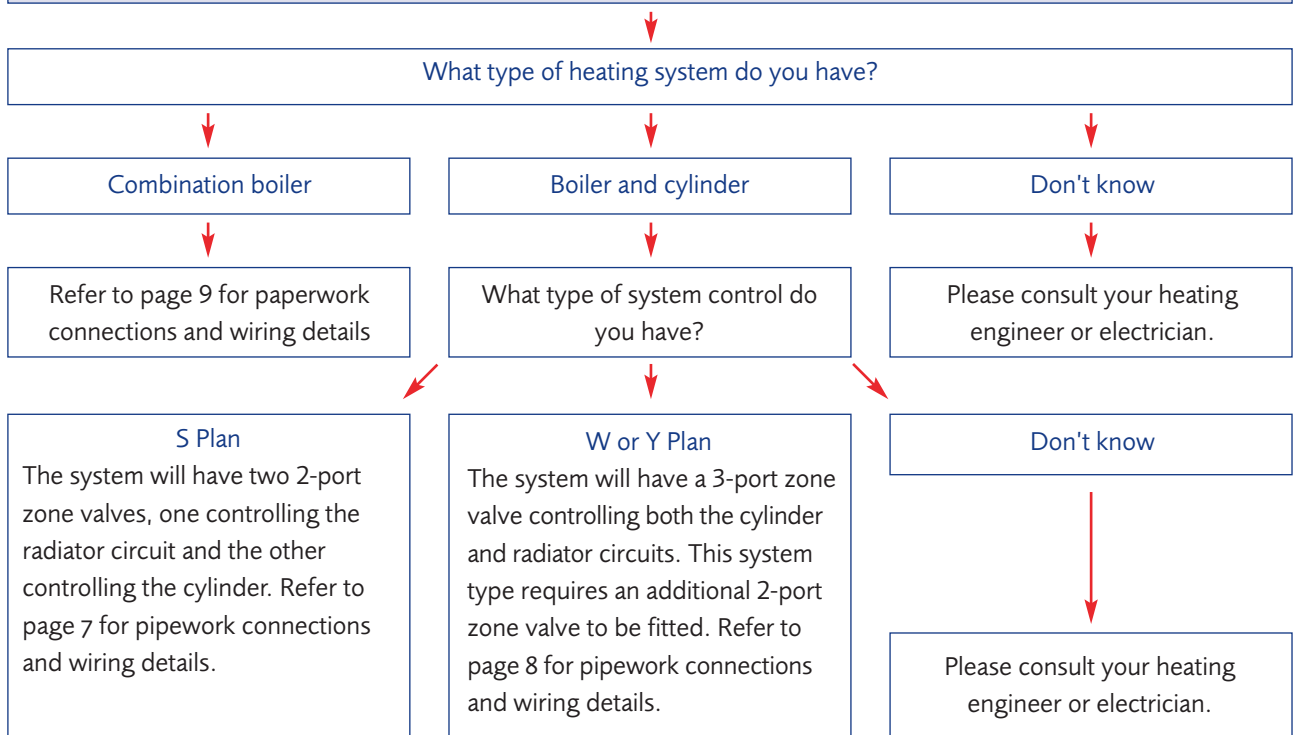 What type of heating system do you have?
Combination boiler
Boiler and cylinder
Don't know
Refer to page 9 for paperwork
connections and wiring details
What type of system control do
you have?
Please consult your heating
engineer or electrician.
S Plan
The system will have two 2-port
zone valves, one controlling the
radiator circuit and the other
controlling the cylinder. Refer to
page 7 for pipework connections
and wiring details.
W or Y Plan
The system will have a 3-port zone
valve controlling both the cylinder
and radiator circuits. This system
type requires an additional 2-port
zone valve to be fitted. Refer to
page 8 for pipework connections
and wiring details.
Don't know
Please consult your heating
engineer or electrician.